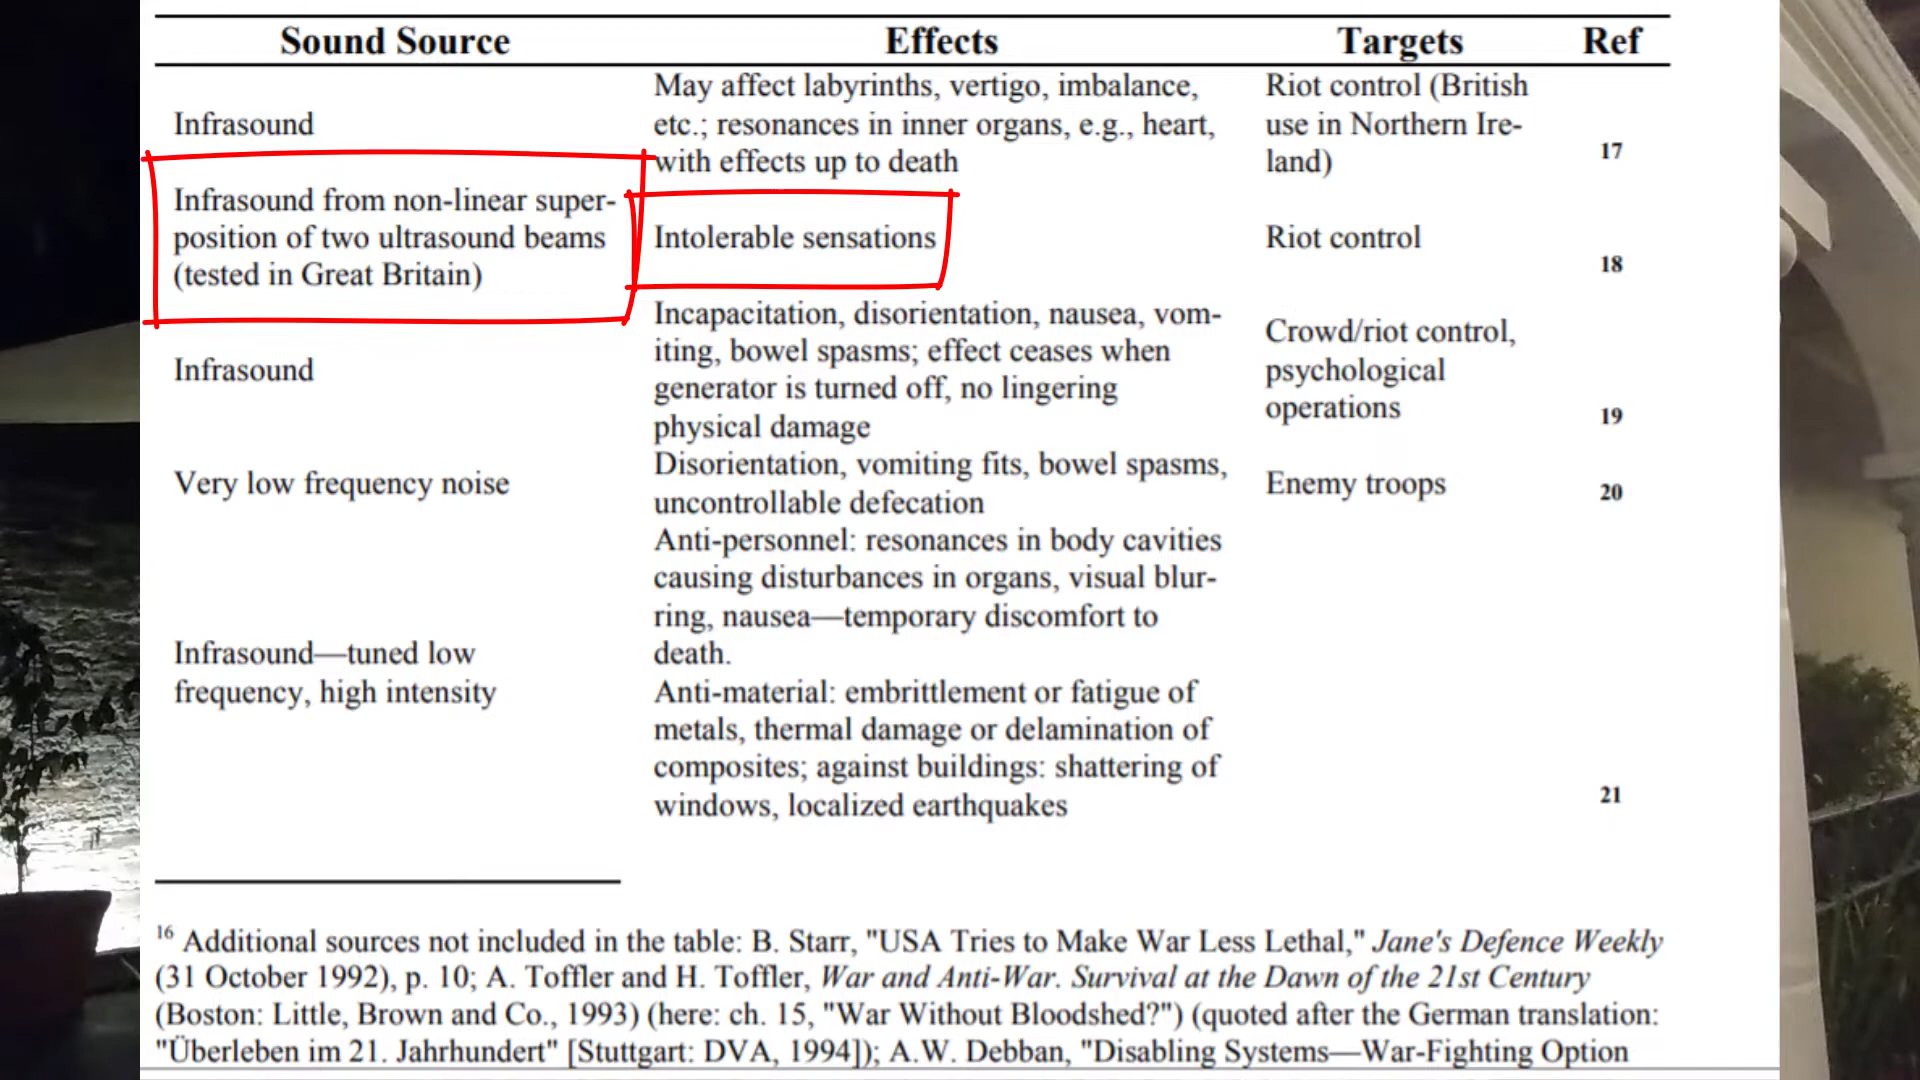 Sound Source Effects Targets Ref
May affect labyrinths, vertigo, imbalance,
etc.; resonances in inner organs, e.g., heart,
with effects up to death
Infrasound
Riot control (British
use in Northern Ire-
land)
17
Infrasound from non-linear super-
position of two ultrasound beams
(tested in Great Britain)
Intolerable sensations
Riot control
18
Infrasound
Incapacitation, disorientation, nausea, vom-
iting, bowel spasms; effect ceases when
generator is turned off, no lingering
physical damage
Crowd/riot control,
psychological
operations
19
Very low frequency noise
Disorientation, vomiting fits, bowel spasms,
uncontrollable defecation
Enemy troops
20
Infrasound—tuned low
frequency, high intensity
Anti-personnel: resonances in body cavities
causing disturbances in organs, visual blur-
ring, nausea—temporary discomfort to
death.
Anti-material: embrittlement or fatigue of
metals, thermal damage or delamination of
composites; against buildings: shattering of
windows, localized earthquakes
21
16 Additional sources not included in the table: B. Starr, "USA Tries to Make War Less Lethal," Jane's Defence Weekly
(31 October 1992), p. 10; A. Toffler and H. Toffler, War and Anti-War. Survival at the Dawn of the 21st Century
(Boston: Little, Brown and Co., 1993) (here: ch. 15, "War Without Bloodshed?") (quoted after the German translation:
"Überleben im 21. Jahrhundert" [Stuttgart: DVA, 1994]); A.W. Debban, "Disabling Systems—War-Fighting Option